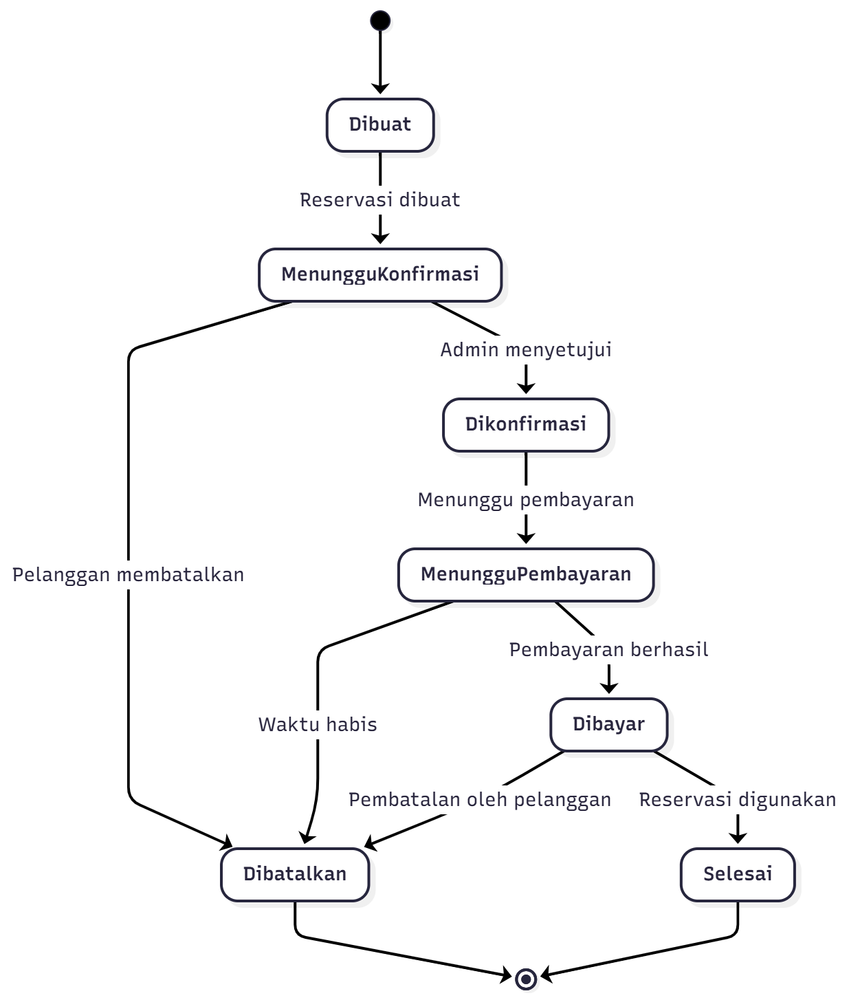 Dibuat
Reservasi dibuat
MenungguKonfirmasi
Admin menyetujui
Dikonfirmasi
Menunggu pembayaran
Pelanggan membatalkan
MenungguPembayaran
Pembayaran berhasil
Waktu habis
Dibayar
Pembatalan oleh pelanggan
Reservasi digunakan
Dibatalkan
Selesai